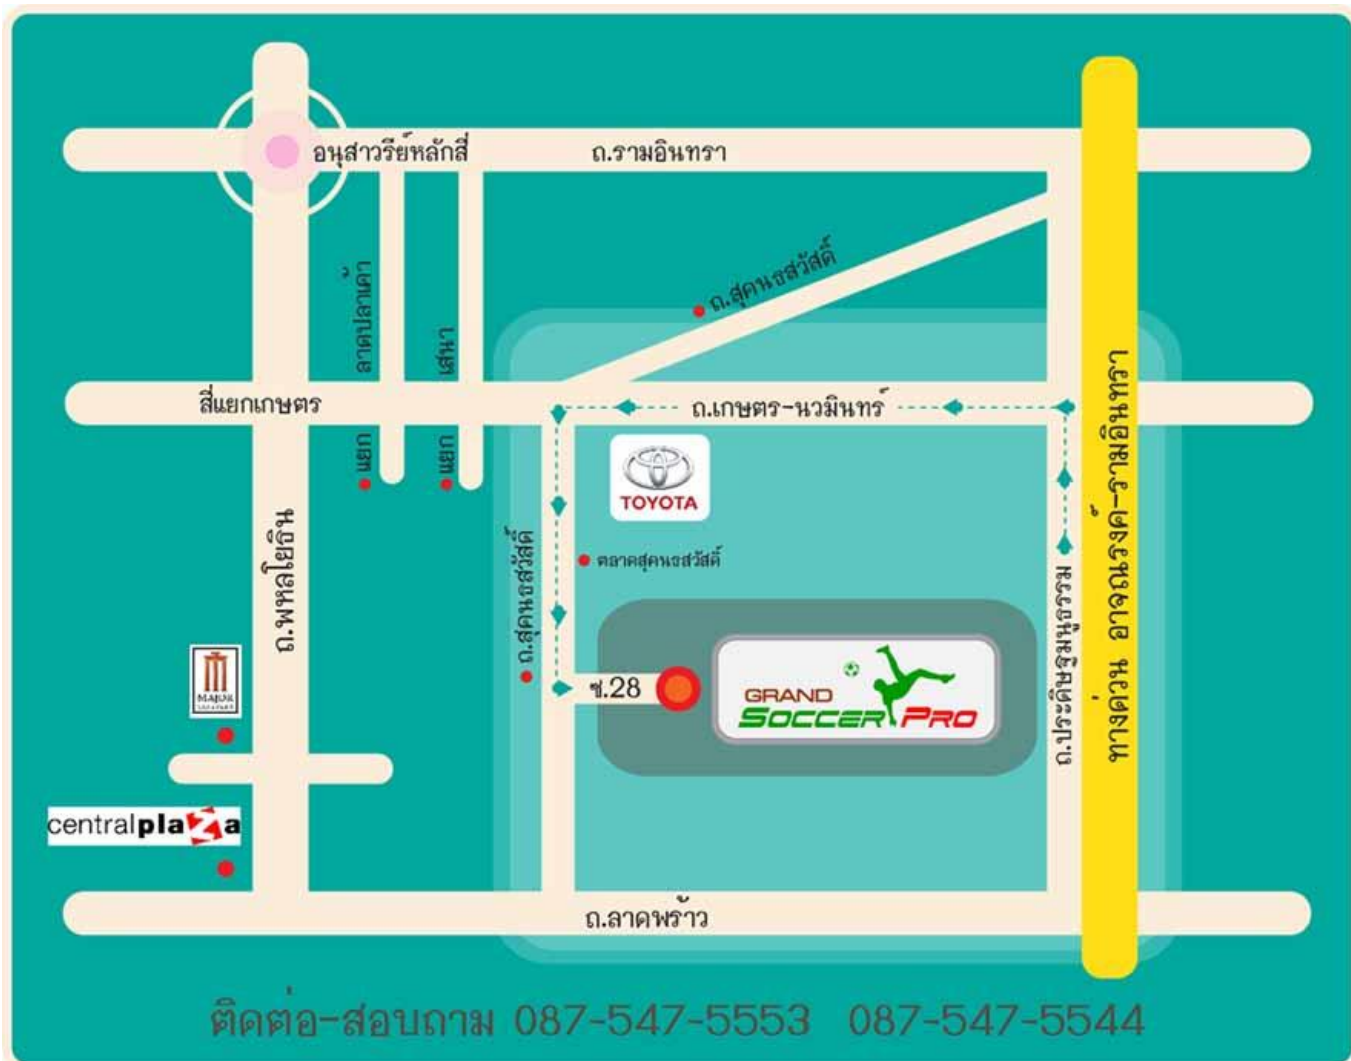 อนุสาวรีย์หลักสี่
ถ.รามอินทรา
ถ.สุคนธสวัสดิ์
แยก ลาดปลาเค้า
แยก เสนา
สี่แยกเกษตร
ถ.เกษตร-นวมินทร์
TOYOTA
ตลาดสุคนธสวัสดิ์
ถ.พหลโยธิน
ถ.สุคนธสวัสดิ์
ถ.ประดิษฐ์มนูธรรม
ทางด่วน อาจณรงค์-รามอินทรา
MAJOR
ซ.28
GRAND
SOCCER PRO
centralplaza
ถ.ลาดพร้าว
ติดต่อ-สอบถาม 087-547-5553 087-547-5544